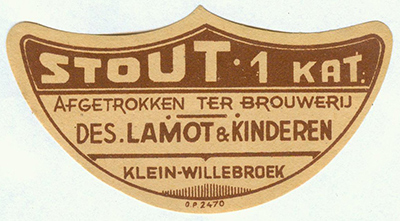 STOUT · 1 KAT.
AFGETROKKEN TER BROUWERIJ
DES. LAMOT & KINDEREN
KLEIN-WILLEBROEK
O.P 2470